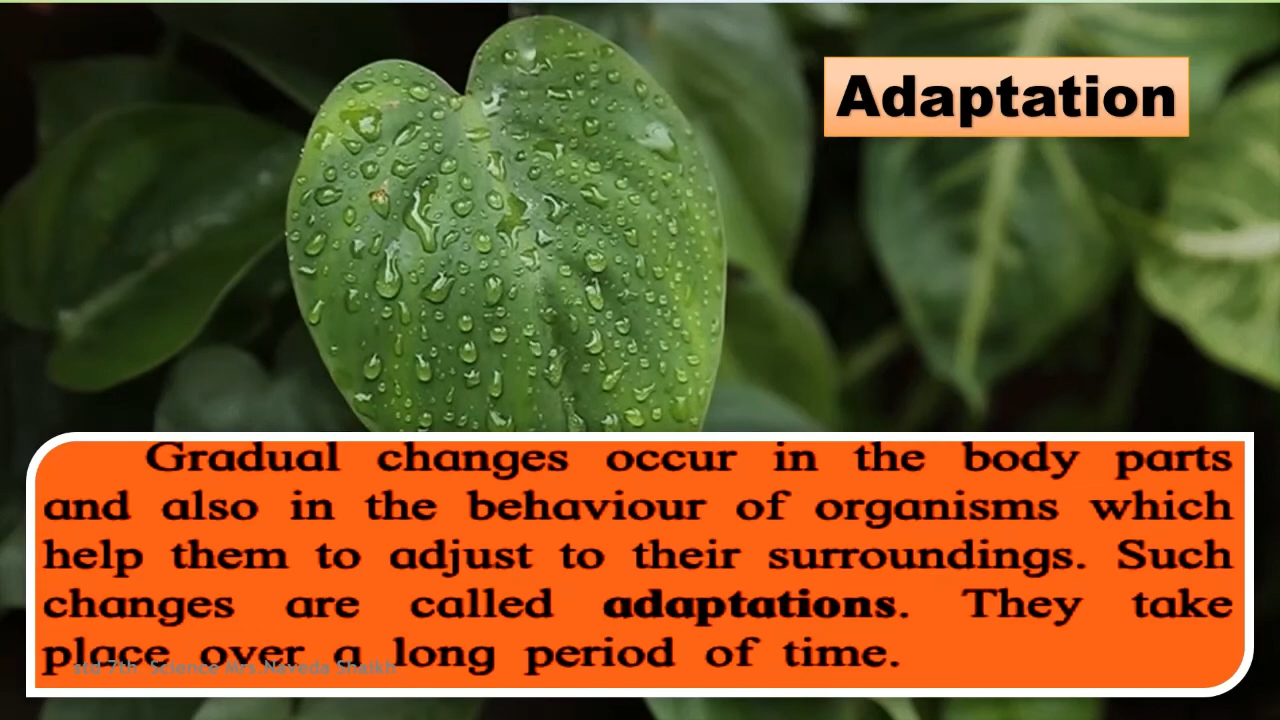 Adaptation
Gradual changes occur in the body parts
and also in the behaviour of organisms which
help them to adjust to their surroundings. Such
changes are called adaptations. They take
place over a long period of time.
std 7th Science Mrs.Naveda Shaikh